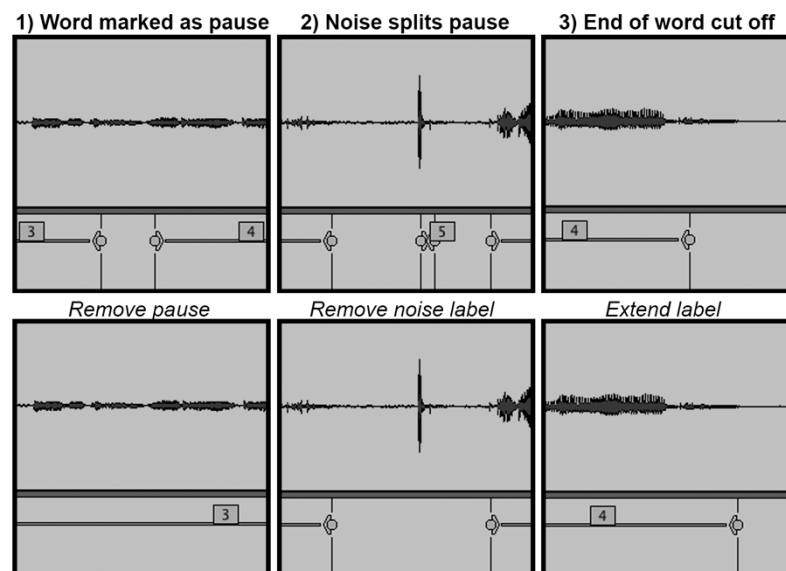 1) Word marked as pause
2) Noise splits pause
3) End of word cut off
3
4
5
4
Remove pause
Remove noise label
Extend label
3
4